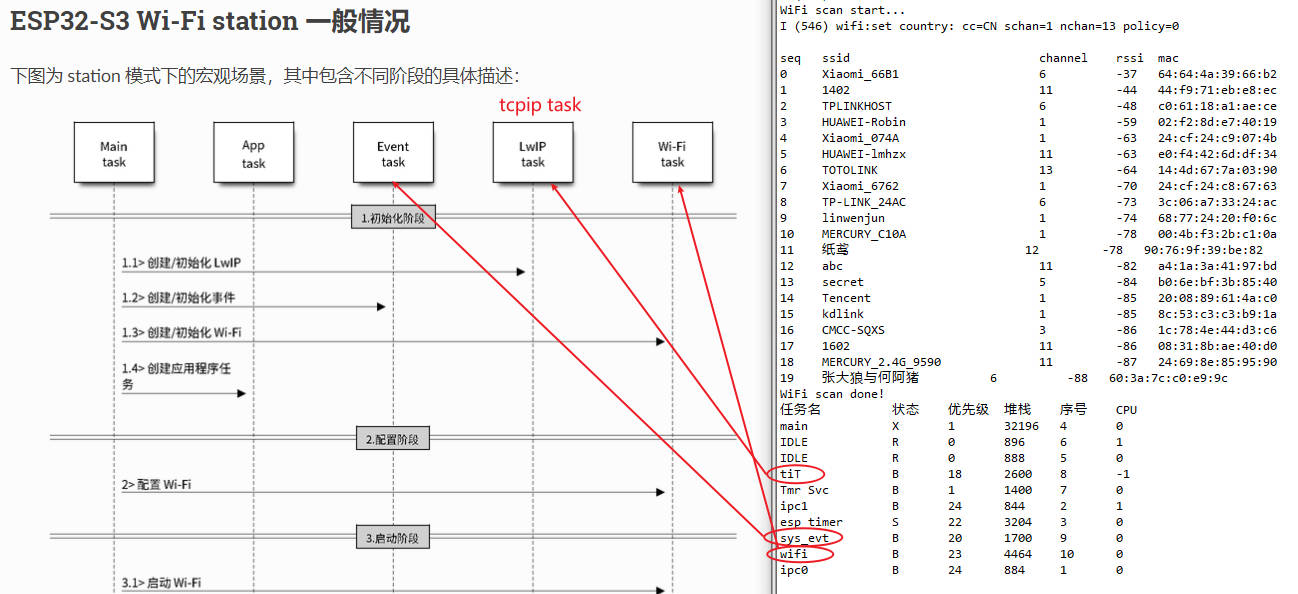 ESP32-S3 Wi-Fi station 一般情况
下图为 station 模式下的宏观场景，其中包含不同阶段的具体描述：
tcpip task
Main
task
App
task
Event
task
LwIP
task
Wi-Fi
task
1.初始化阶段
1.1> 创建/初始化 LwIP
1.2> 创建/初始化事件
1.3> 创建/初始化 Wi-Fi
1.4> 创建应用程序任
务
2.配置阶段
2> 配置 Wi-Fi
3.启动阶段
3.1> 启动 Wi-Fi
WiFi scan start...
I (546) wifi:set country: cc=CN schan=1 nchan=13 policy=0
seq ssid channel rssi mac
0 Xiaomi_66B1 6 -37 64:64:4a:39:66:b2
1 1402 11 -44 44:f9:71:eb:e8:ec
2 TPLINKHOST 6 -48 c0:61:18:a1:ae:ce
3 HUAWEI-Robin 1 -59 02:f2:8d:e7:40:19
4 Xiaomi_074A 1 -63 24:cf:24:c9:07:4b
5 HUAWEI-lmhzx 11 -63 e0:f4:42:6d:df:34
6 TOTOLINK 13 -64 14:4d:67:7a:03:90
7 Xiaomi_6762 1 -70 24:cf:24:c8:67:63
8 TP-LINK_24AC 6 -73 3c:06:a7:33:24:ac
9 linwenjun 1 -74 68:77:24:20:f0:6c
10 MERCURY_C10A 1 -78 00:4b:f3:2b:c1:0a
11 纸鸢 12 -78 90:76:9f:39:be:82
12 abc 11 -82 a4:1a:3a:41:97:bd
13 secret 5 -84 b0:6e:bf:3b:85:40
14 Tencent 1 -85 20:08:89:61:4a:c0
15 kdlink 1 -85 8c:53:c3:c3:b9:1a
16 CMCC-SQXS 3 -86 1c:78:4e:44:d3:c6
17 1602 11 -86 08:31:8b:ae:40:d0
18 MERCURY_2.4G_9590 11 -87 24:69:8e:85:95:90
19 张大狼与何阿猪 6 -88 60:3a:7c:c0:e9:9c
WiFi scan done!
任务名 状态 优先级 堆栈 序号 CPU
main X 1 32196 4 0
IDLE R 0 896 6 1
IDLE R 0 888 5 0
tiT B 18 2600 8 -1
Tmr Svc B 1 1400 7 0
ipc1 B 24 844 2 1
esp_timer S 22 3204 3 0
sys_evt B 20 1700 9 0
wifi B 23 4464 10 0
ipc0 B 24 884 1 0